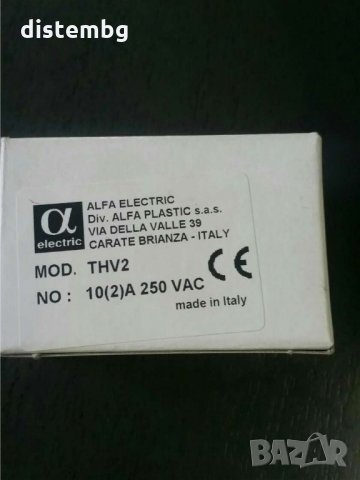 distembg
α
electric
ALFA ELECTRIC
Div. ALFA PLASTIC s.a.s.
VIA DELLA VALLE 39
CARATE BRIANZA - ITALY
MOD. THV2
NO : 10(2)A 250 VAC
CE
made in Italy
BAZAR